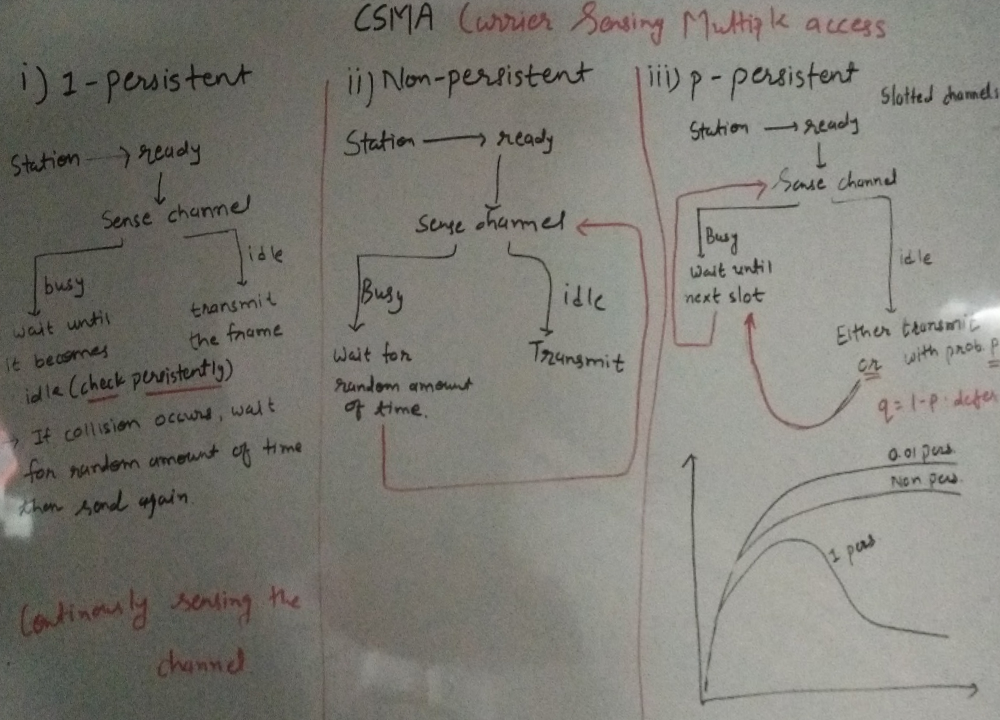 CSMA Carrier Sensing Multiple access
i) 1-persistent
Station → ready
Sense channel
busy
idle
wait until
it becomes
idle (check persistently)
transmit
the frame
→ If collision occurs, wait
for random amount of time
then send again.
Continously sensing the
channel
ii) Non-persistent
Station → ready
Sense channel
Busy
idle
Wait for
random amount
of time.
Transmit
iii) p-persistent
Slotted channels
Station → ready
Sense channel
Busy
idle
Wait until
next slot
Either transmit
or with prob. p
q = 1-p. defer
0.01 pers.
Non pers.
1 pers